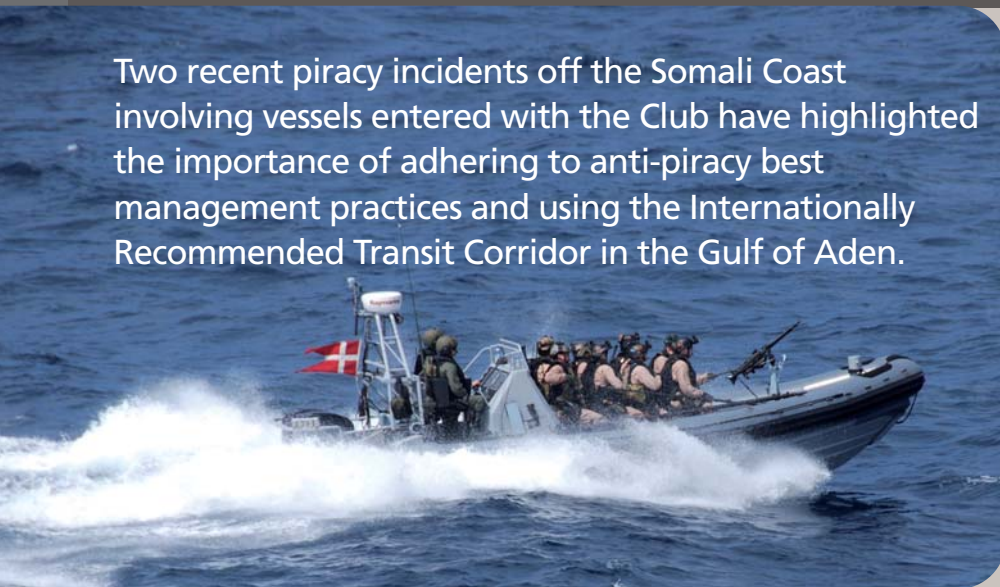 Two recent piracy incidents off the Somali Coast
involving vessels entered with the Club have highlighted
the importance of adhering to anti-piracy best
management practices and using the Internationally
Recommended Transit Corridor in the Gulf of Aden.